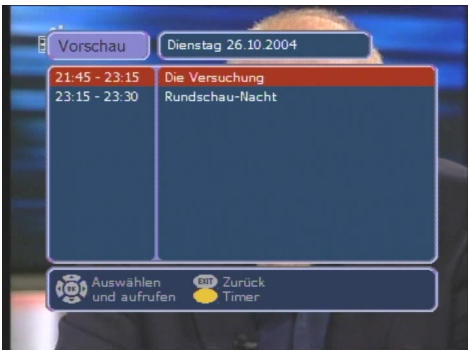 Vorschau
Dienstag 26.10.2004
21:45 - 23:15 Die Versuchung
23:15 - 23:30 Rundschau-Nacht
OK Auswählen und aufrufen
EXIT Zurück
Timer